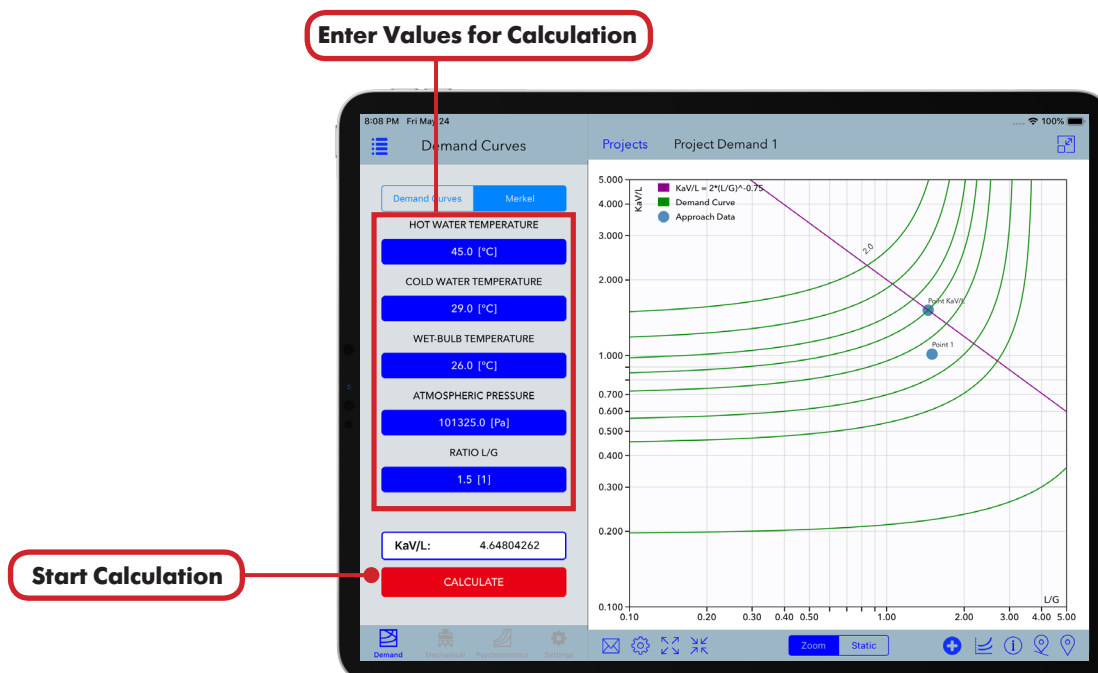 Enter Values for Calculation
8:08 PM Fri May 24
100%
Demand Curves
Projects
Project Demand 1
Demand Curves
Merkel
HOT WATER TEMPERATURE
45.0 [°C]
COLD WATER TEMPERATURE
29.0 [°C]
WET-BULB TEMPERATURE
26.0 [°C]
ATMOSPHERIC PRESSURE
101325.0 [Pa]
RATIO L/G
1.5 [1]
KaV/L: 4.64804262
CALCULATE
Start Calculation
Demand
Mechanical
Psychrometrics
Settings
KaV/L
KaV/L = 2*(L/G)^-0.75
Demand Curve
Approach Data
2.0
Point KaV/L
Point 1
5.000
4.000
3.000
2.000
1.000
0.700
0.600
0.500
0.400
0.300
0.200
0.100
L/G
0.10 0.20 0.30 0.40 0.50 1.00 2.00 3.00 4.00 5.00
Zoom
Static